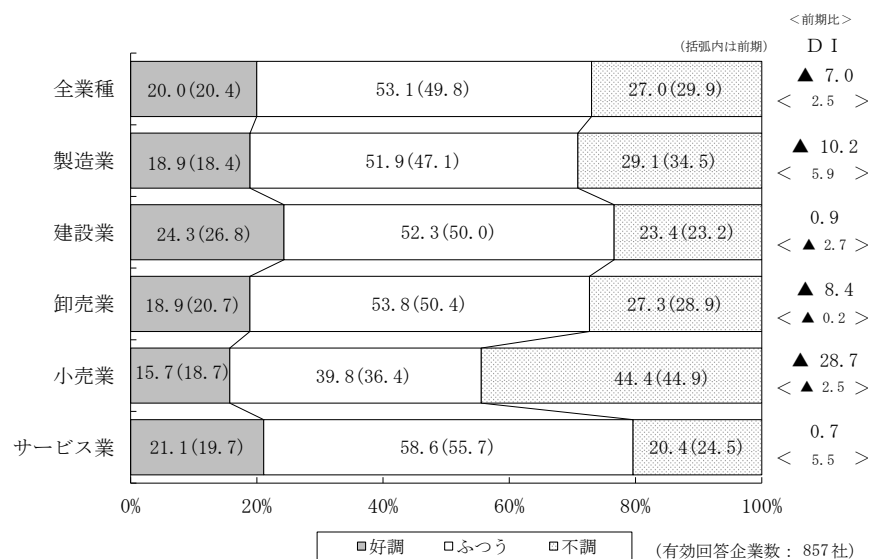 ＜前期比＞
(括弧内は前期) ＤＩ
全業種 20.0(20.4) 53.1(49.8) 27.0(29.9) ▲ 7.0
＜ 2.5 ＞
製造業 18.9(18.4) 51.9(47.1) 29.1(34.5) ▲ 10.2
＜ 5.9 ＞
建設業 24.3(26.8) 52.3(50.0) 23.4(23.2) 0.9
＜ ▲ 2.7 ＞
卸売業 18.9(20.7) 53.8(50.4) 27.3(28.9) ▲ 8.4
＜ ▲ 0.2 ＞
小売業 15.7(18.7) 39.8(36.4) 44.4(44.9) ▲ 28.7
＜ ▲ 2.5 ＞
サービス業 21.1(19.7) 58.6(55.7) 20.4(24.5) 0.7
＜ 5.5 ＞
0% 20% 40% 60% 80% 100%
好調 ふつう 不調 (有効回答企業数： 857社)